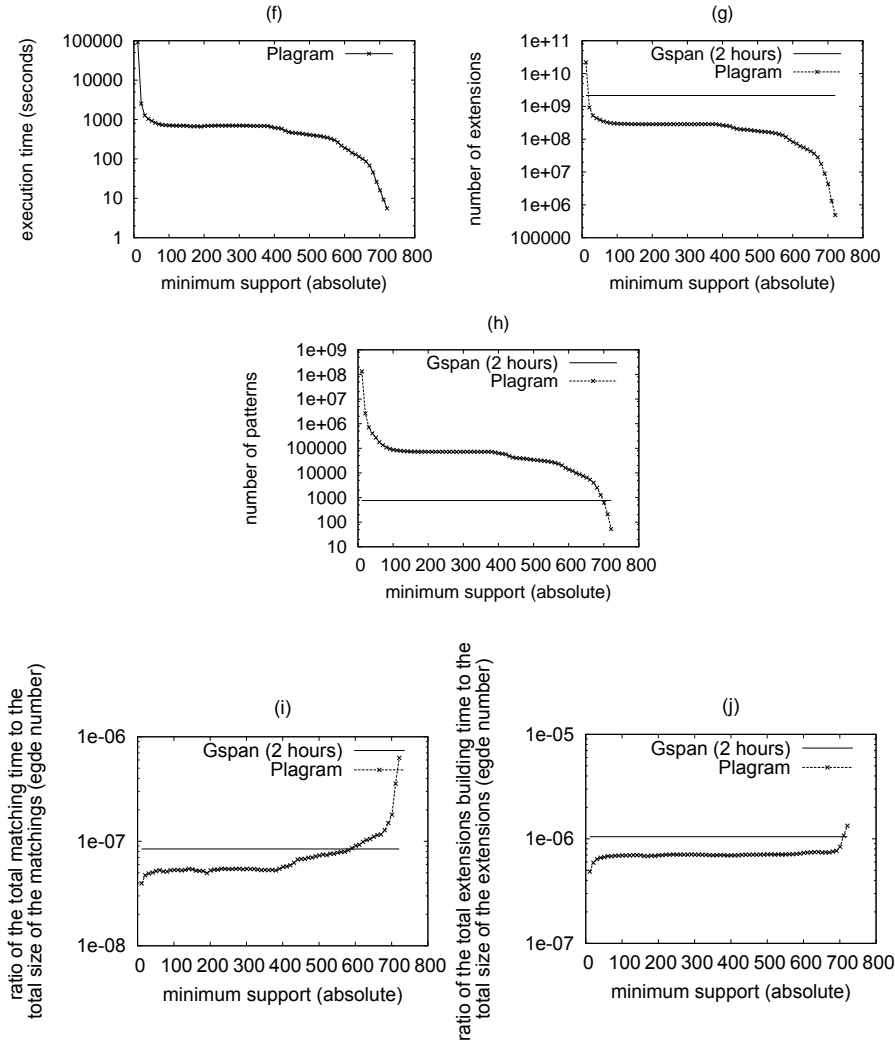 (f)
execution time (seconds)
100000
10000
1000
100
10
1
Plagram
0 100 200 300 400 500 600 700 800
minimum support (absolute)
(g)
number of extensions
1e+11
1e+10
1e+09
1e+08
1e+07
1e+06
100000
Gspan (2 hours)
Plagram
0 100 200 300 400 500 600 700 800
minimum support (absolute)
(h)
number of patterns
1e+09
1e+08
1e+07
1e+06
100000
10000
1000
100
10
Gspan (2 hours)
Plagram
0 100 200 300 400 500 600 700 800
minimum support (absolute)
(i)
ratio of the total matching time to the
total size of the matchings (egde number)
1e-06
1e-07
1e-08
Gspan (2 hours)
Plagram
0 100 200 300 400 500 600 700 800
minimum support (absolute)
(j)
ratio of the total extensions building time to the
total size of the extensions (egde number)
1e-05
1e-06
1e-07
Gspan (2 hours)
Plagram
0 100 200 300 400 500 600 700 800
minimum support (absolute)